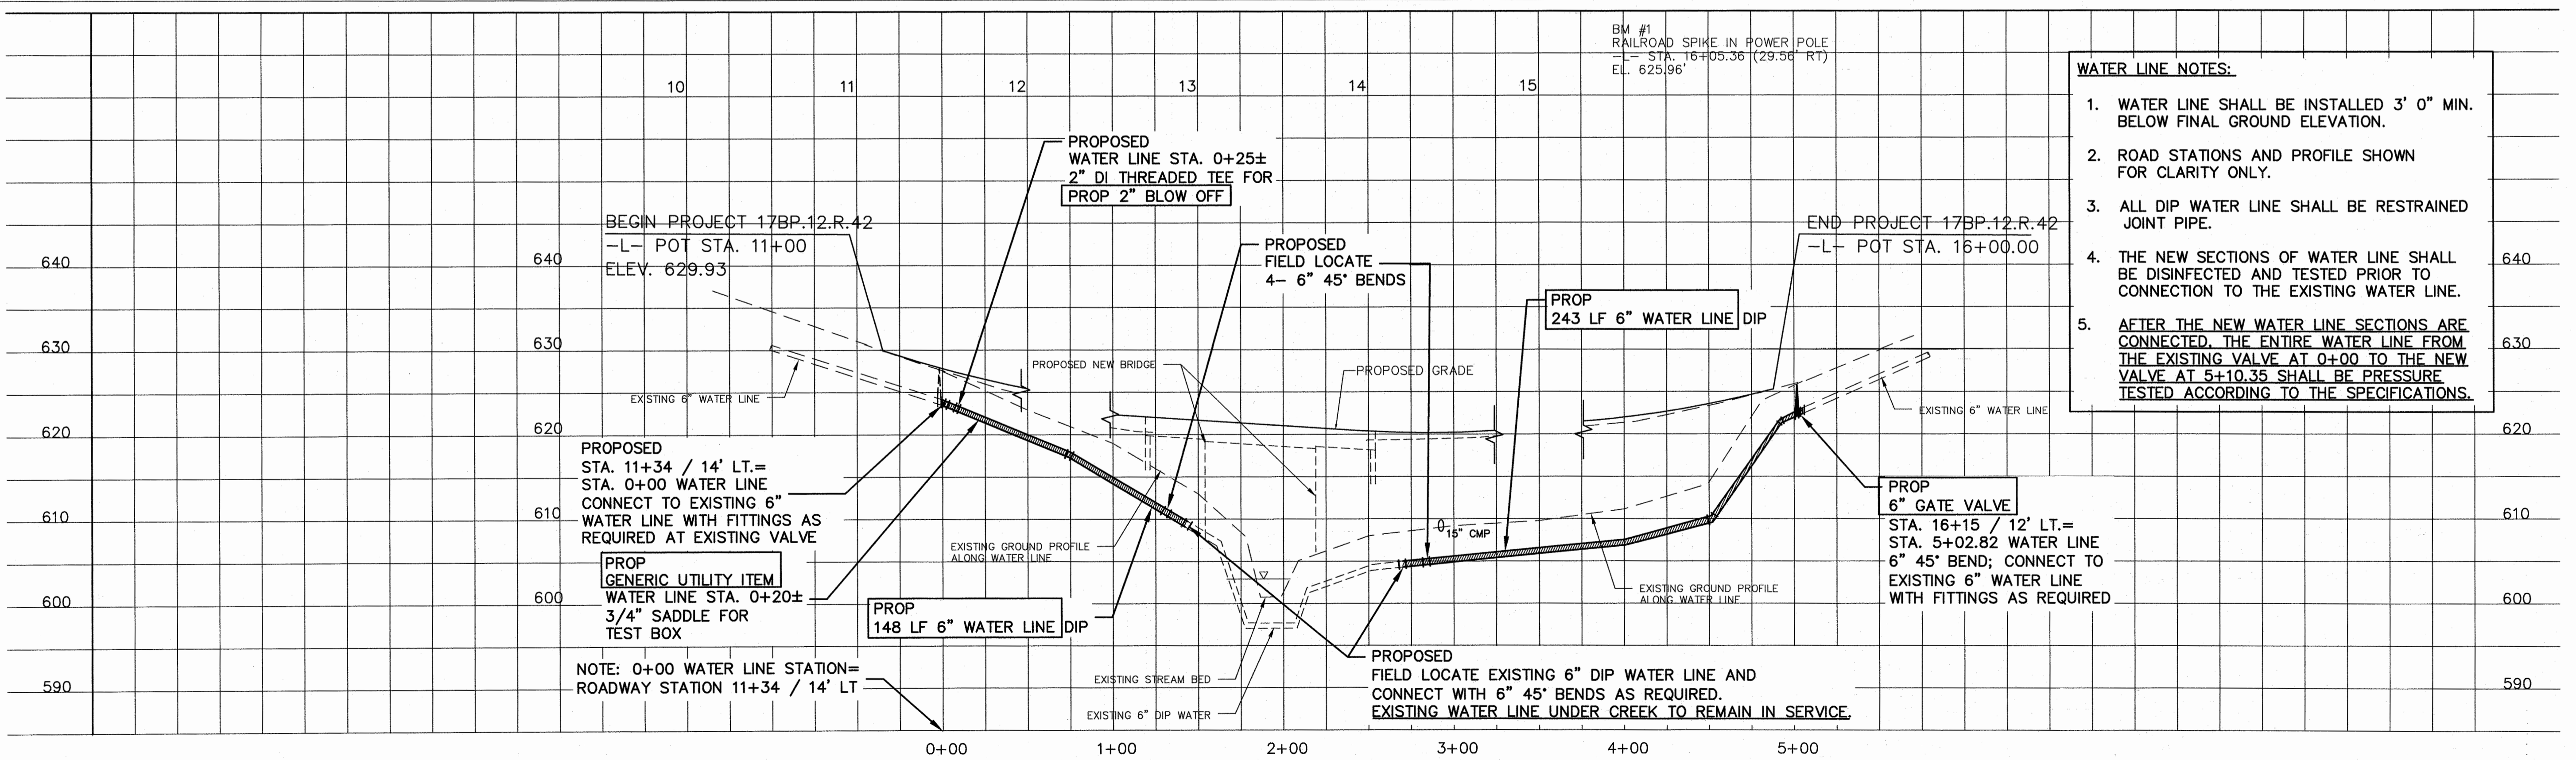 BM #1
RAILROAD SPIKE IN POWER POLE
-L- STA. 16+05.36 (29.56' RT)
EL. 625.96'
10 11 12 13 14 15
WATER LINE NOTES:
1. WATER LINE SHALL BE INSTALLED 3' 0" MIN.
BELOW FINAL GROUND ELEVATION.
2. ROAD STATIONS AND PROFILE SHOWN
FOR CLARITY ONLY.
3. ALL DIP WATER LINE SHALL BE RESTRAINED
JOINT PIPE.
4. THE NEW SECTIONS OF WATER LINE SHALL
BE DISINFECTED AND TESTED PRIOR TO
CONNECTION TO THE EXISTING WATER LINE.
5. AFTER THE NEW WATER LINE SECTIONS ARE
CONNECTED, THE ENTIRE WATER LINE FROM
THE EXISTING VALVE AT 0+00 TO THE NEW
VALVE AT 5+10.35 SHALL BE PRESSURE
TESTED ACCORDING TO THE SPECIFICATIONS.
PROPOSED
WATER LINE STA. 0+25±
2" DI THREADED TEE FOR
PROP 2" BLOW OFF
BEGIN PROJECT 17BP.12.R.42
-L- POT STA. 11+00
ELEV. 629.93
PROPOSED
FIELD LOCATE
4- 6" 45° BENDS
END PROJECT 17BP.12.R.42
-L- POT STA. 16+00.00
PROP
243 LF 6" WATER LINE DIP
640 640 640
630 630 630
620 620 620
610 610 610
600 600 600
590 590
PROPOSED NEW BRIDGE
PROPOSED GRADE
EXISTING 6" WATER LINE
EXISTING 6" WATER LINE
PROPOSED
STA. 11+34 / 14' LT.=
STA. 0+00 WATER LINE
CONNECT TO EXISTING 6"
WATER LINE WITH FITTINGS AS
REQUIRED AT EXISTING VALVE
PROP
GENERIC UTILITY ITEM
WATER LINE STA. 0+20±
3/4" SADDLE FOR
TEST BOX
EXISTING GROUND PROFILE
ALONG WATER LINE
15" CMP
EXISTING GROUND PROFILE
ALONG WATER LINE
PROP
6" GATE VALVE
STA. 16+15 / 12' LT.=
STA. 5+02.82 WATER LINE
6" 45° BEND; CONNECT TO
EXISTING 6" WATER LINE
WITH FITTINGS AS REQUIRED
PROP
148 LF 6" WATER LINE DIP
NOTE: 0+00 WATER LINE STATION=
ROADWAY STATION 11+34 / 14' LT
EXISTING STREAM BED
EXISTING 6" DIP WATER
PROPOSED
FIELD LOCATE EXISTING 6" DIP WATER LINE AND
CONNECT WITH 6" 45° BENDS AS REQUIRED.
EXISTING WATER LINE UNDER CREEK TO REMAIN IN SERVICE.
0+00 1+00 2+00 3+00 4+00 5+00